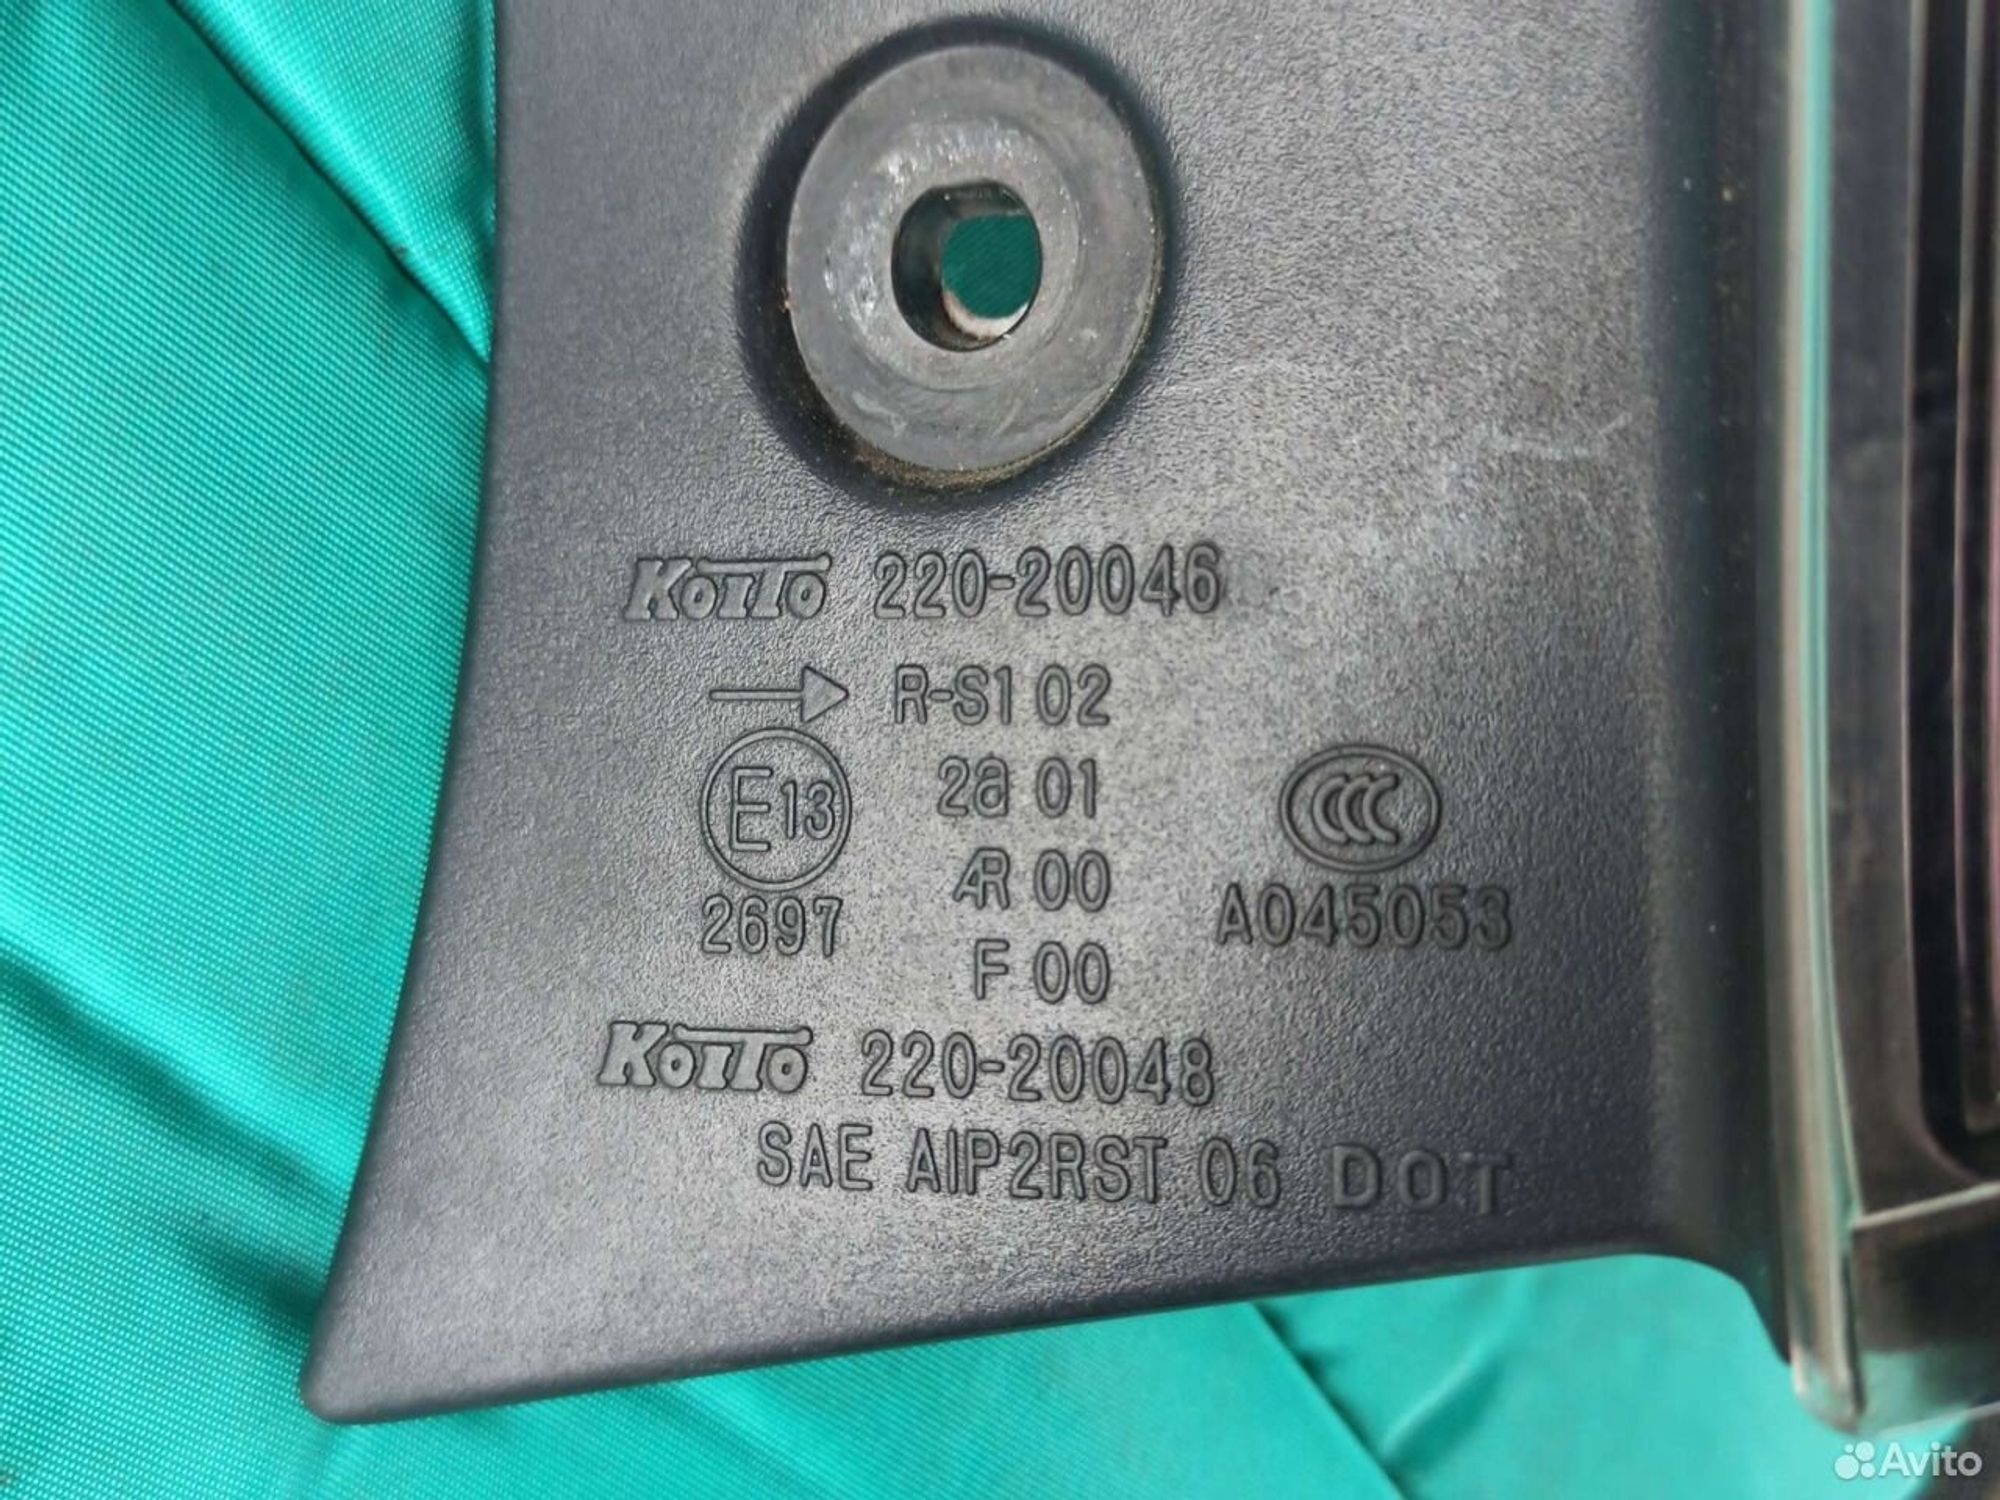 KOITO 220-20046
→ R-S1 02
E13 2a 01
AR 00
2697 F 00
CCC
A045053
KOITO 220-20048
SAE AIP2RST 06 DOT
Avito